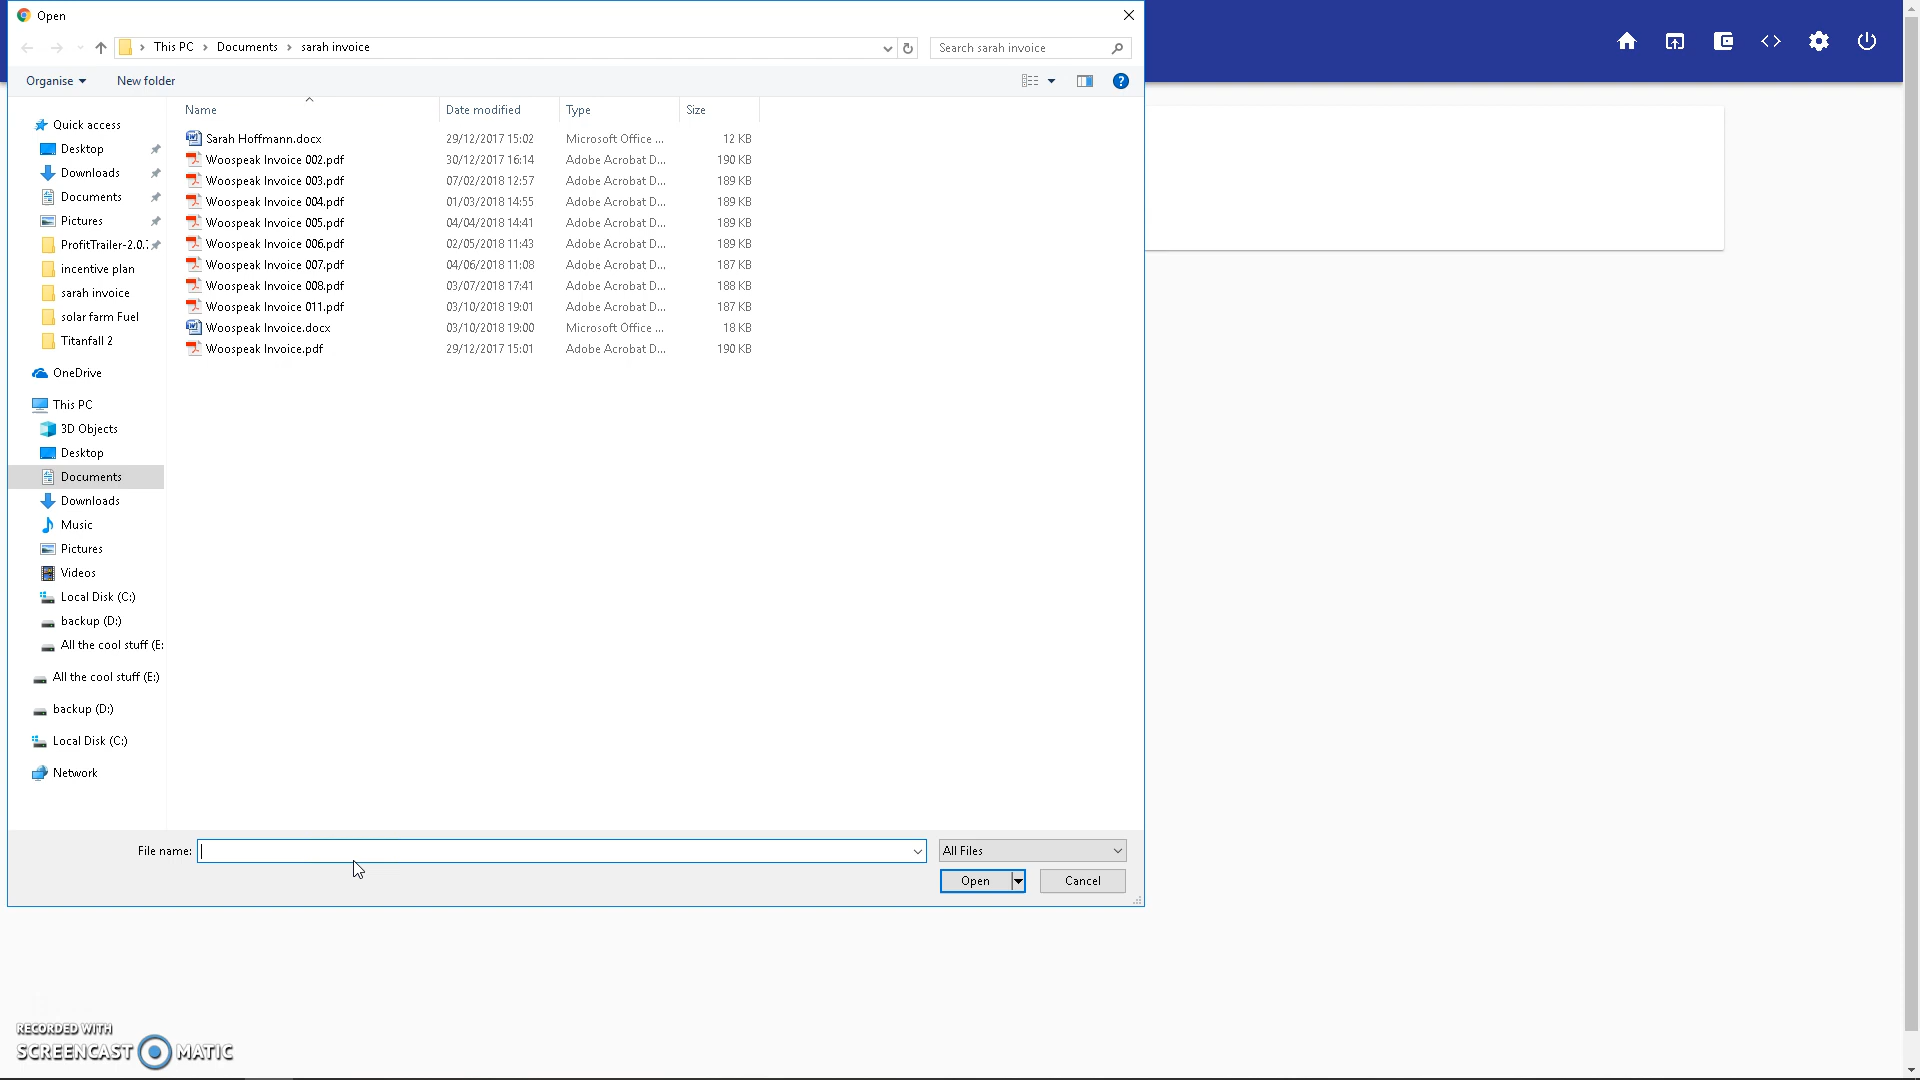 Open
This PC > Documents > sarah invoice
Search sarah invoice
Organise
New folder
Name
Date modified
Type
Size
Sarah Hoffmann.docx 29/12/2017 15:02 Microsoft Office ... 12 KB
Woospeak Invoice 002.pdf 30/12/2017 16:14 Adobe Acrobat D... 190 KB
Woospeak Invoice 003.pdf 07/02/2018 12:57 Adobe Acrobat D... 189 KB
Woospeak Invoice 004.pdf 01/03/2018 14:55 Adobe Acrobat D... 189 KB
Woospeak Invoice 005.pdf 04/04/2018 14:41 Adobe Acrobat D... 189 KB
Woospeak Invoice 006.pdf 02/05/2018 11:43 Adobe Acrobat D... 189 KB
Woospeak Invoice 007.pdf 04/06/2018 11:08 Adobe Acrobat D... 187 KB
Woospeak Invoice 008.pdf 03/07/2018 17:41 Adobe Acrobat D... 188 KB
Woospeak Invoice 011.pdf 03/10/2018 19:01 Adobe Acrobat D... 187 KB
Woospeak Invoice.docx 03/10/2018 19:00 Microsoft Office ... 18 KB
Woospeak Invoice.pdf 29/12/2017 15:01 Adobe Acrobat D... 190 KB
Quick access
Desktop
Downloads
Documents
Pictures
ProfitTrailer-2.0.7
incentive plan
sarah invoice
solar farm Fuel
Titanfall 2
OneDrive
This PC
3D Objects
Desktop
Documents
Downloads
Music
Pictures
Videos
Local Disk (C:)
backup (D:)
All the cool stuff (E:
All the cool stuff (E:)
backup (D:)
Local Disk (C:)
Network
File name:
All Files
Open
Cancel
RECORDED WITH
SCREENCAST MATIC